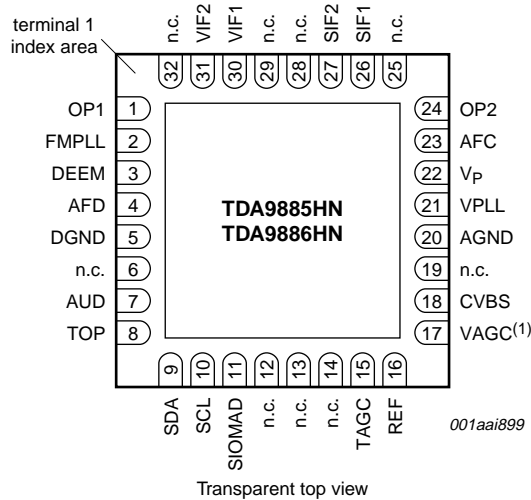 terminal 1
index area
n.c.
VIF2
VIF1
n.c.
n.c.
SIF2
SIF1
n.c.
32
31
30
29
28
27
26
25
OP1 1
FMPLL 2
DEEM 3
AFD 4
DGND 5
n.c. 6
AUD 7
TOP 8
TDA9885HN
TDA9886HN
24 OP2
23 AFC
22 VP
21 VPLL
20 AGND
19 n.c.
18 CVBS
17 VAGC(1)
9
10
11
12
13
14
15
16
SDA
SCL
SIOMAD
n.c.
n.c.
n.c.
TAGC
REF
001aai899
Transparent top view